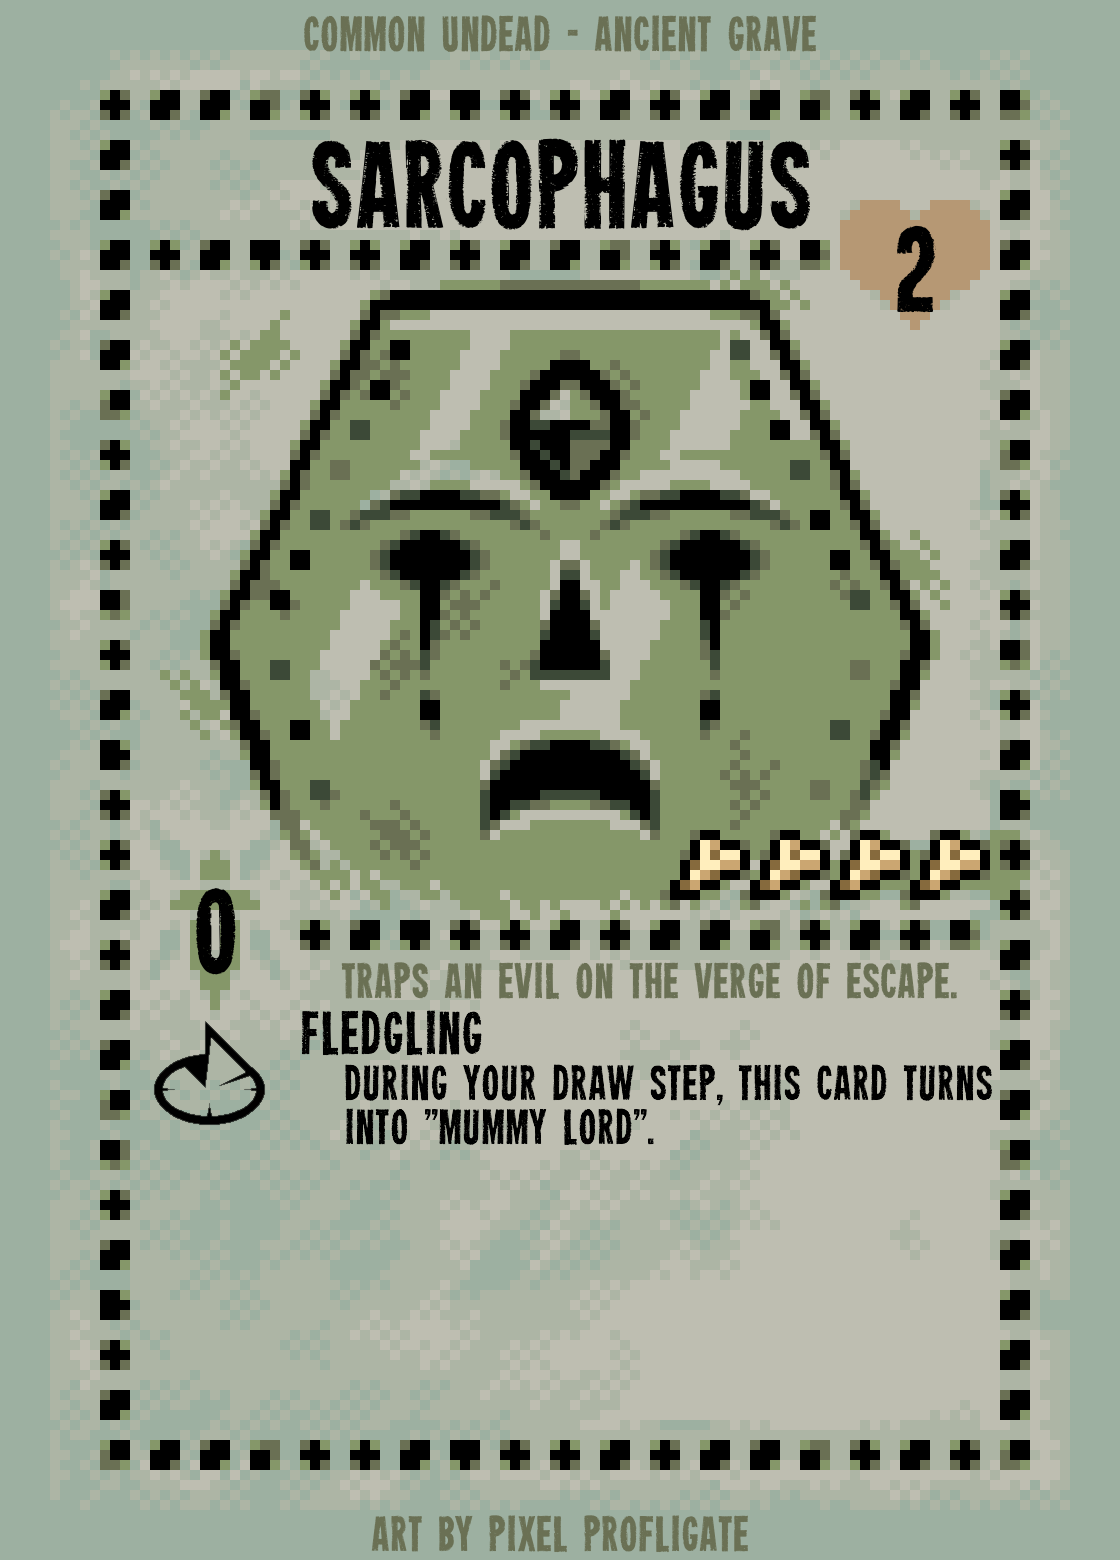 COMMON UNDEAD - ANCIENT GRAVE
SARCOPHAGUS
2
0
TRAPS AN EVIL ON THE VERGE OF ESCAPE.
FLEDGLING
DURING YOUR DRAW STEP, THIS CARD TURNS
INTO "MUMMY LORD".
ART BY PIXEL PROFLIGATE